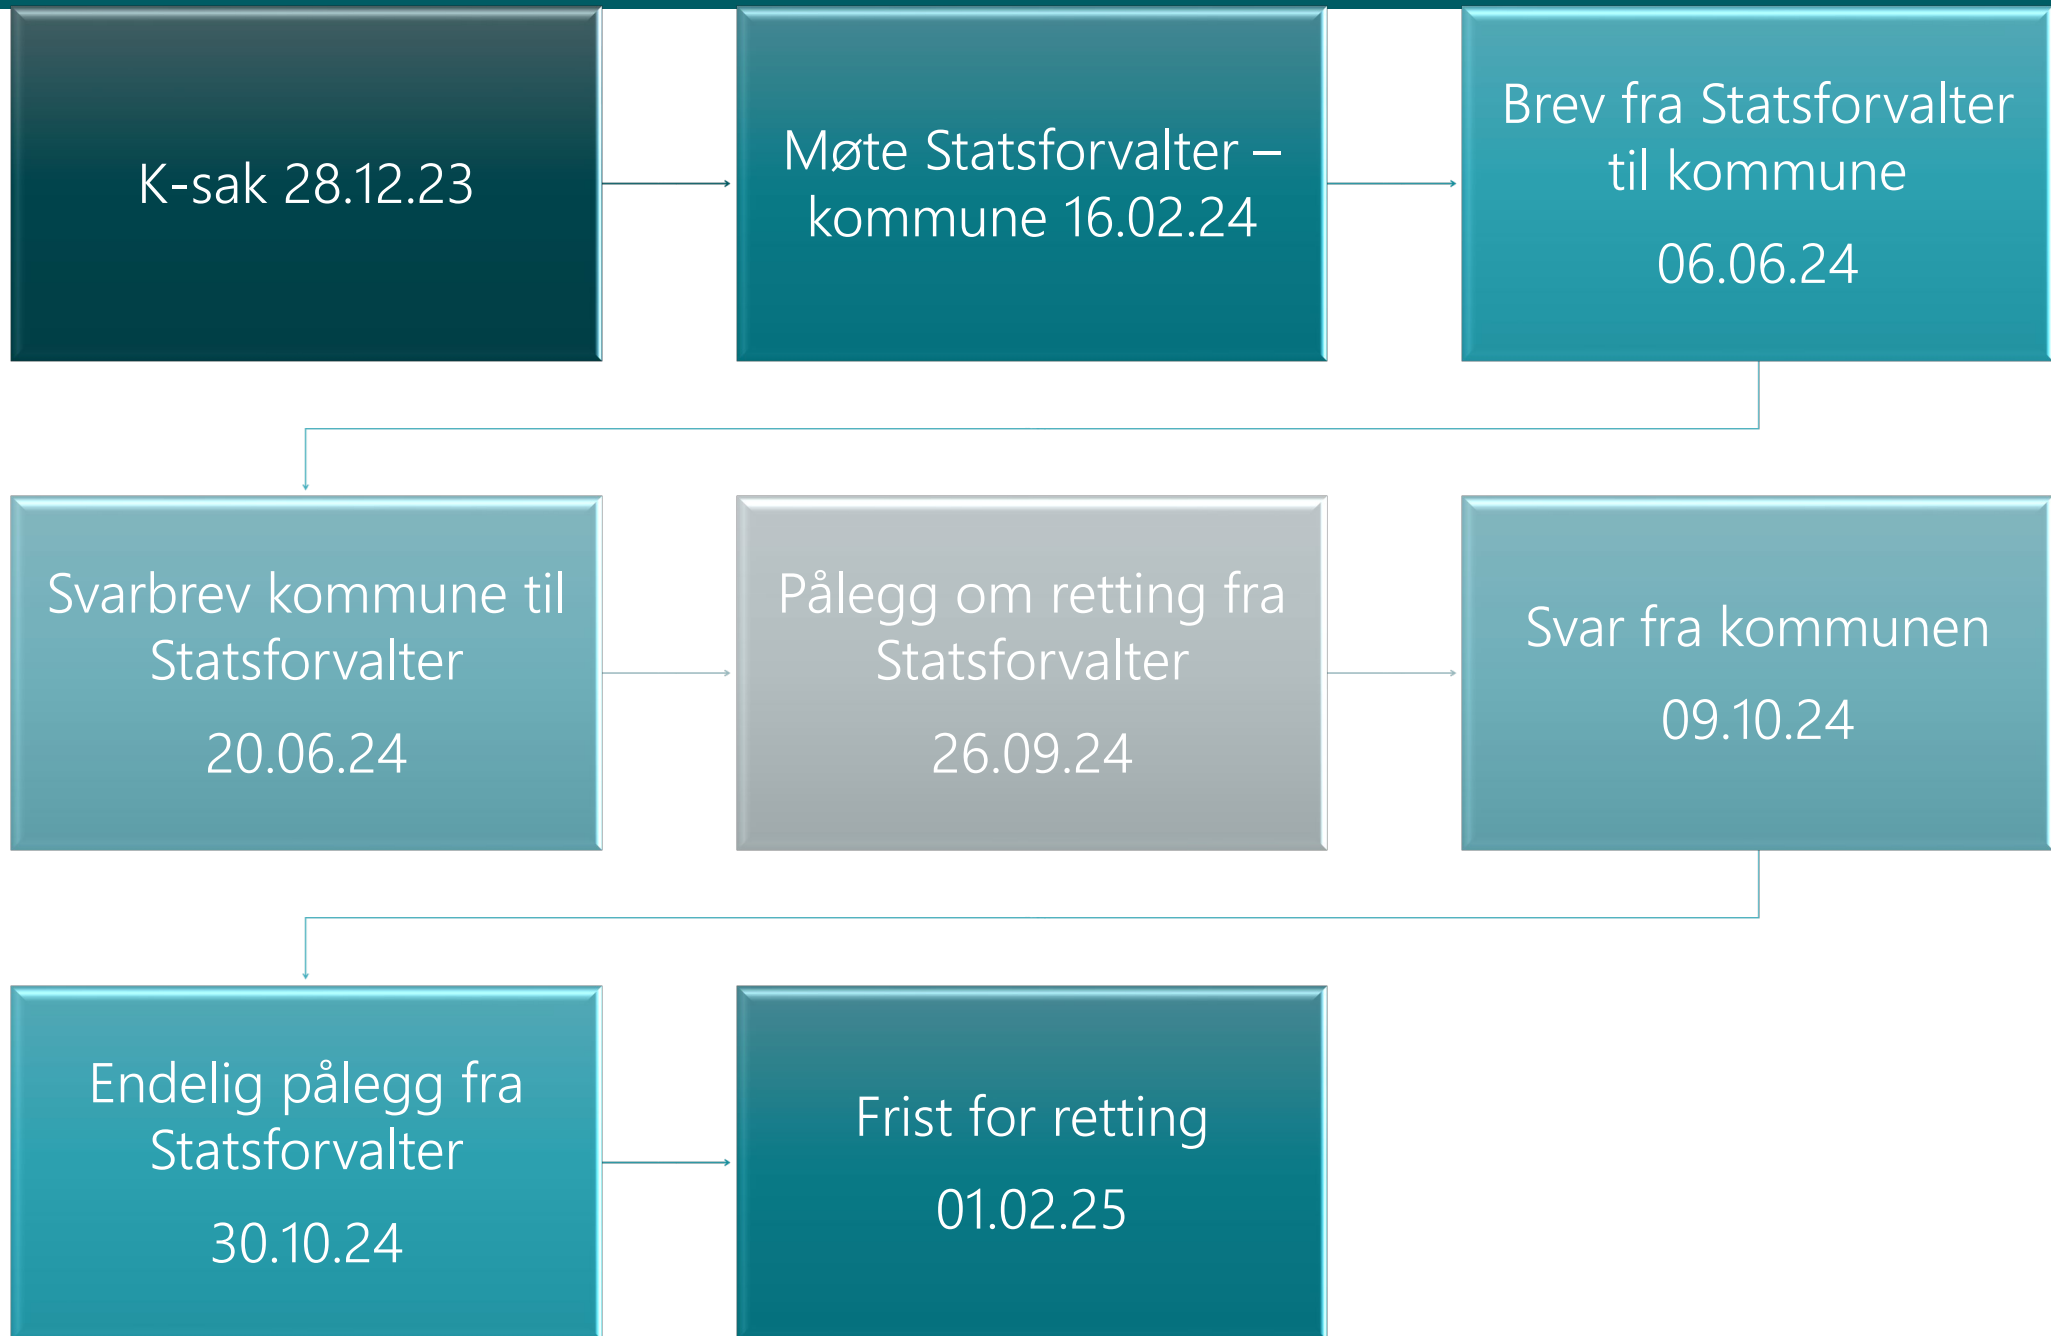 K-sak 28.12.23
Møte Statsforvalter –
kommune 16.02.24
Brev fra Statsforvalter
til kommune
06.06.24
Svarbrev kommune til
Statsforvalter
20.06.24
Pålegg om retting fra
Statsforvalter
26.09.24
Svar fra kommunen
09.10.24
Endelig pålegg fra
Statsforvalter
30.10.24
Frist for retting
01.02.25